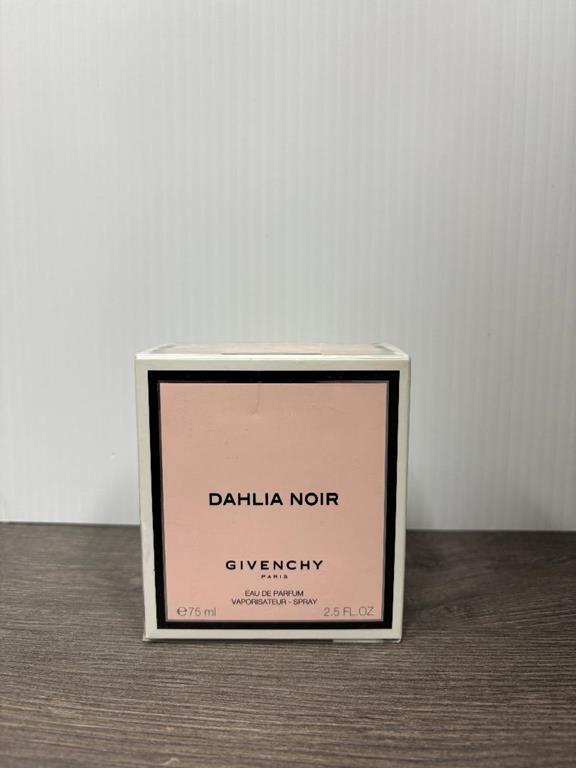 DAHLIA NOIR
GIVENCHY
PARIS
EAU DE PARFUM
VAPORISATEUR - SPRAY
℮75 ml 2.5 FL.OZ